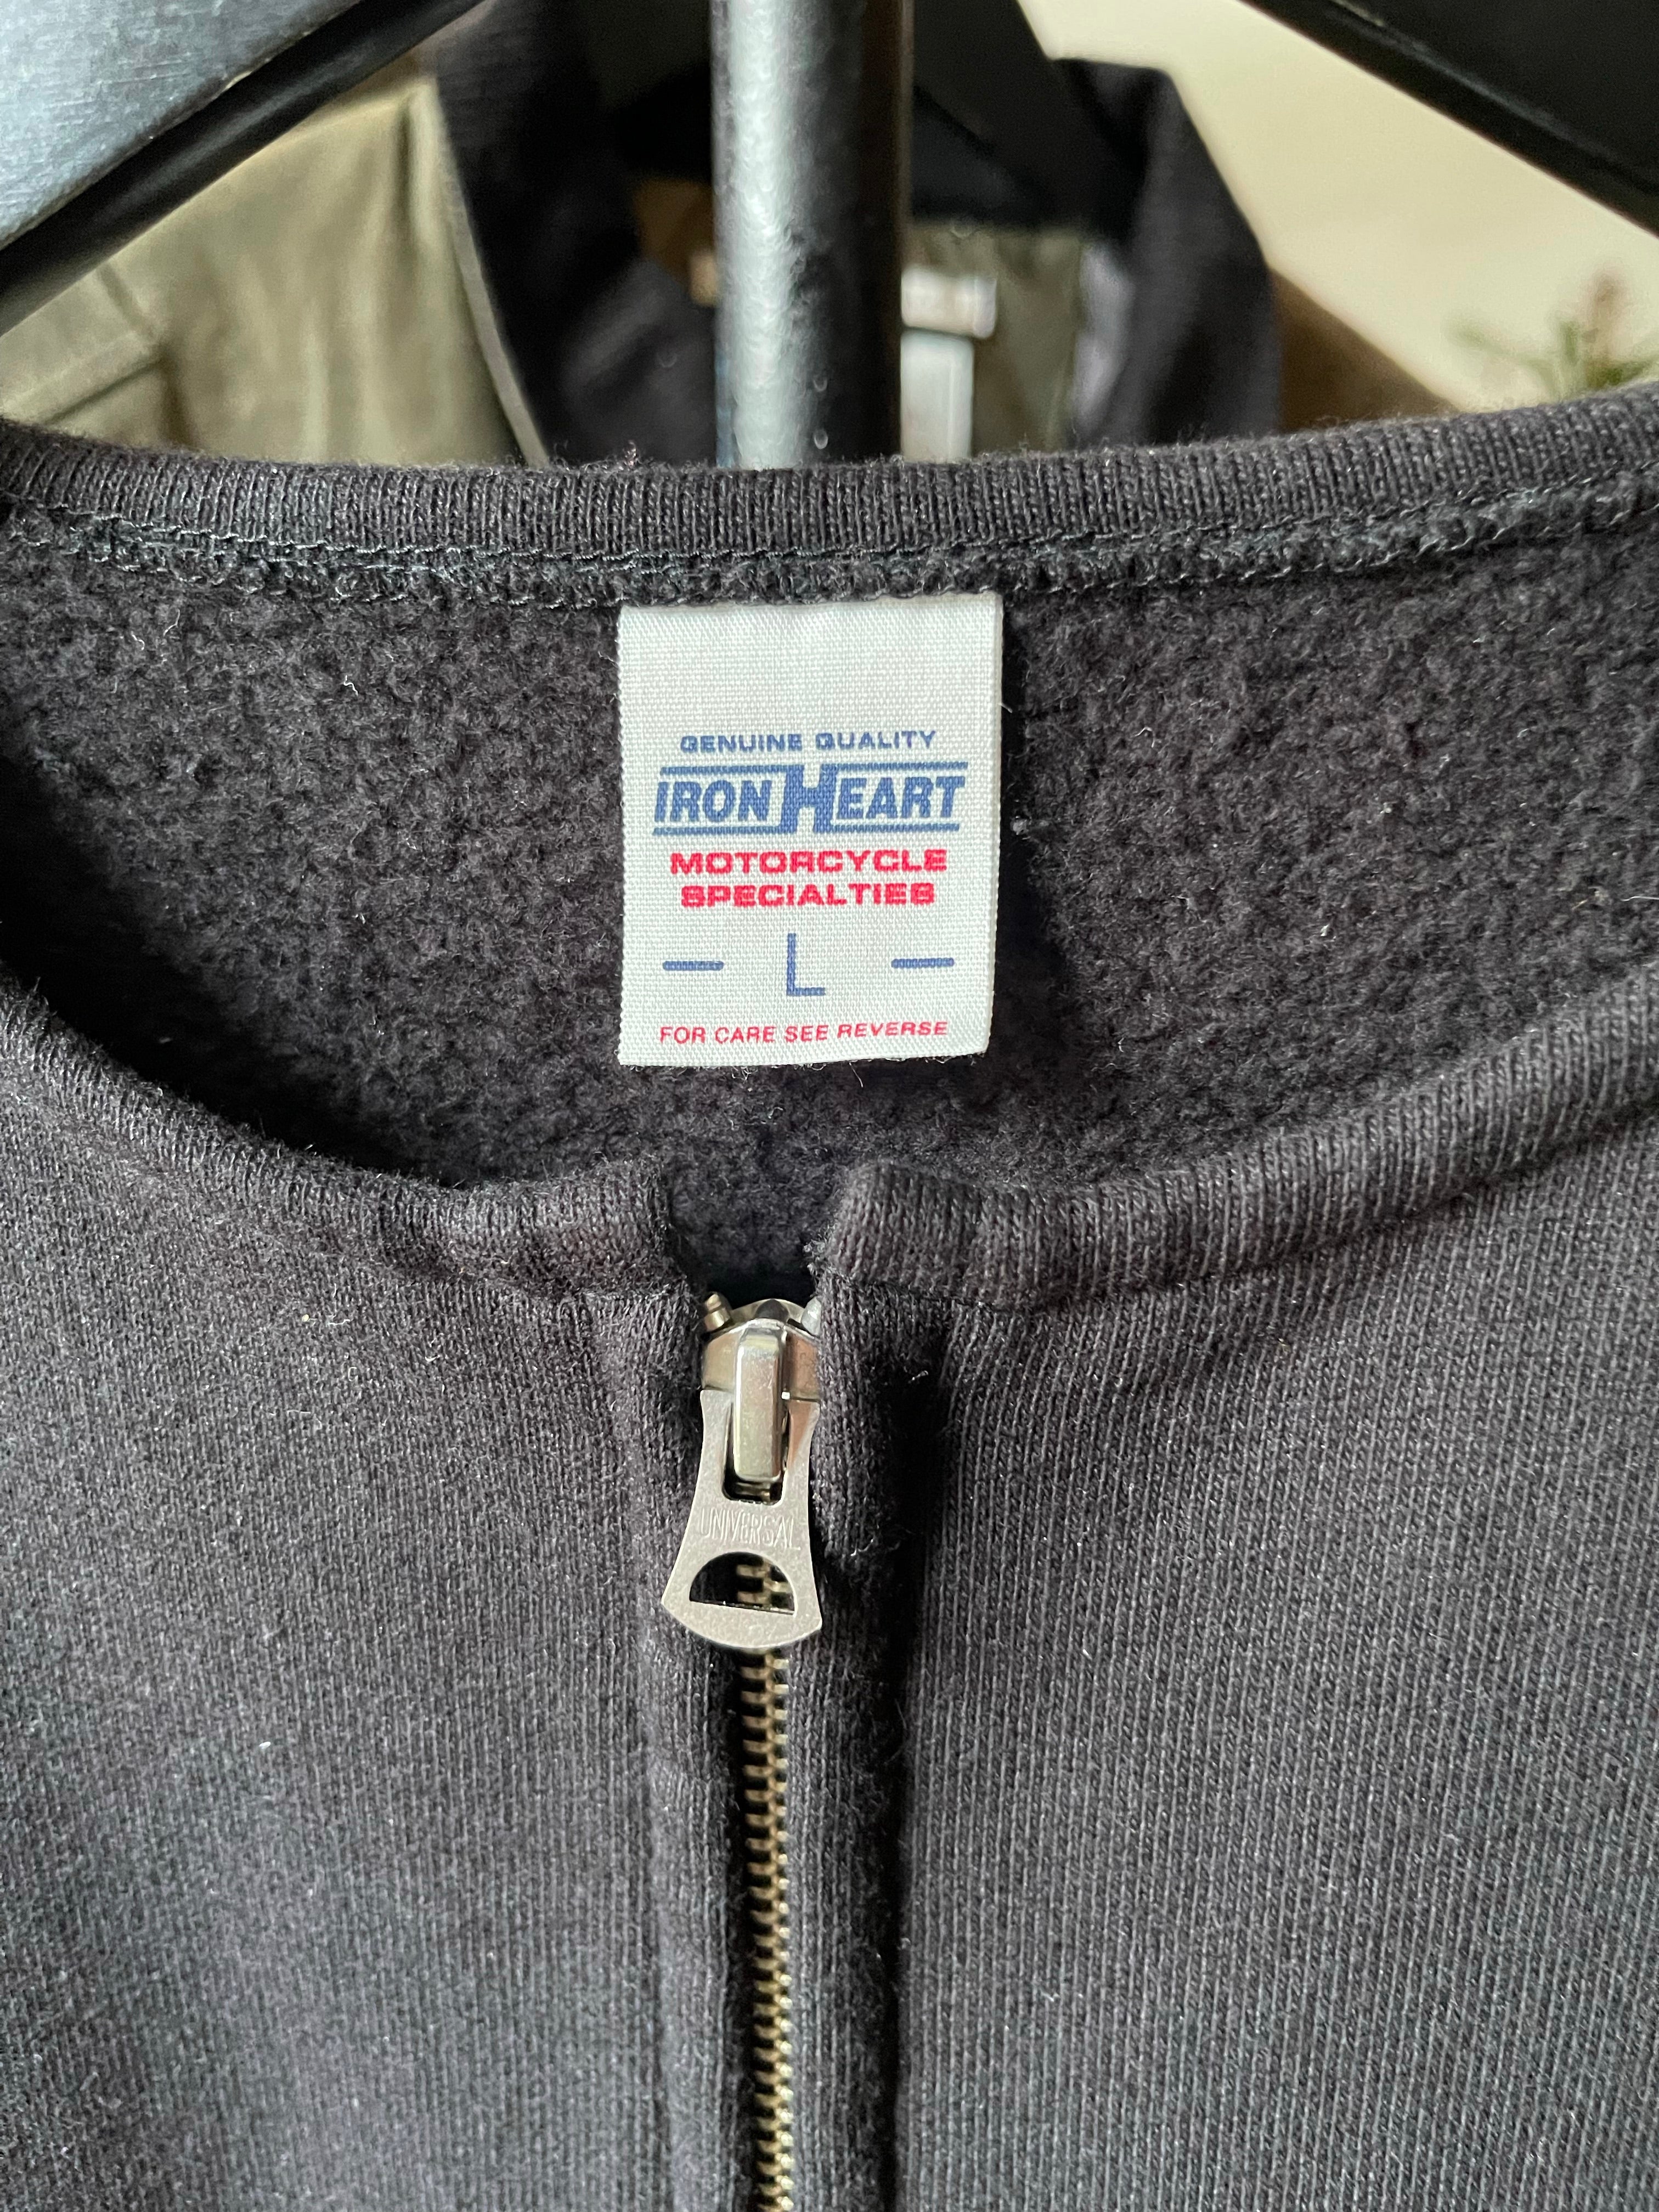 GENUINE QUALITY
IRON HEART
MOTORCYCLE
SPECIALTIES
— L —
FOR CARE SEE REVERSE
UNIVERSAL